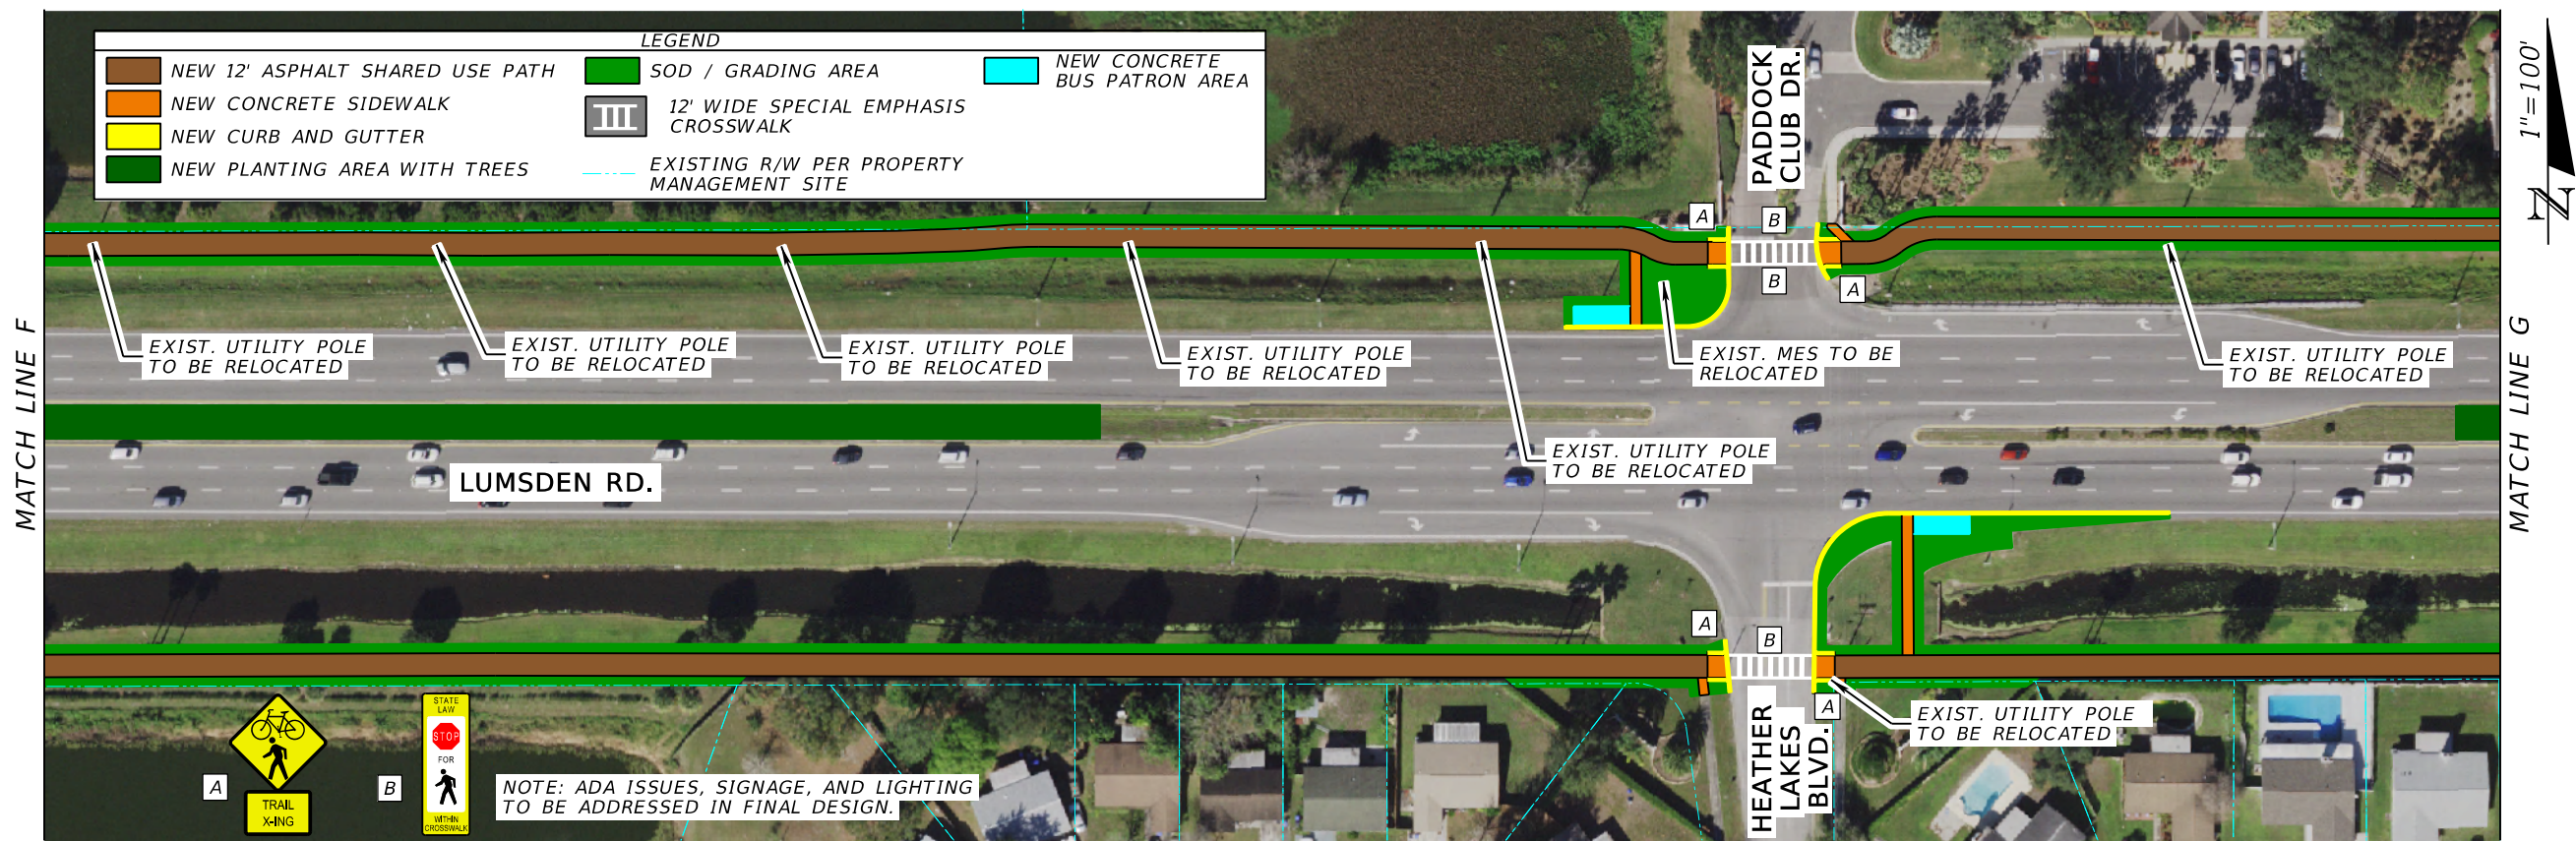 LEGEND
NEW 12' ASPHALT SHARED USE PATH
NEW CONCRETE SIDEWALK
NEW CURB AND GUTTER
NEW PLANTING AREA WITH TREES
SOD / GRADING AREA
12' WIDE SPECIAL EMPHASIS
CROSSWALK
EXISTING R/W PER PROPERTY
MANAGEMENT SITE
NEW CONCRETE
BUS PATRON AREA
PADDOCK
CLUB DR.
1"=100'
N
A
B
B
A
MATCH LINE F
EXIST. UTILITY POLE
TO BE RELOCATED
EXIST. UTILITY POLE
TO BE RELOCATED
EXIST. UTILITY POLE
TO BE RELOCATED
EXIST. UTILITY POLE
TO BE RELOCATED
EXIST. MES TO BE
RELOCATED
EXIST. UTILITY POLE
TO BE RELOCATED
MATCH LINE G
EXIST. UTILITY POLE
TO BE RELOCATED
LUMSDEN RD.
A
B
A
EXIST. UTILITY POLE
TO BE RELOCATED
HEATHER
LAKES
BLVD.
A
TRAIL
X-ING
B
STATE
LAW
STOP
FOR
WITHIN
CROSSWALK
NOTE: ADA ISSUES, SIGNAGE, AND LIGHTING
TO BE ADDRESSED IN FINAL DESIGN.